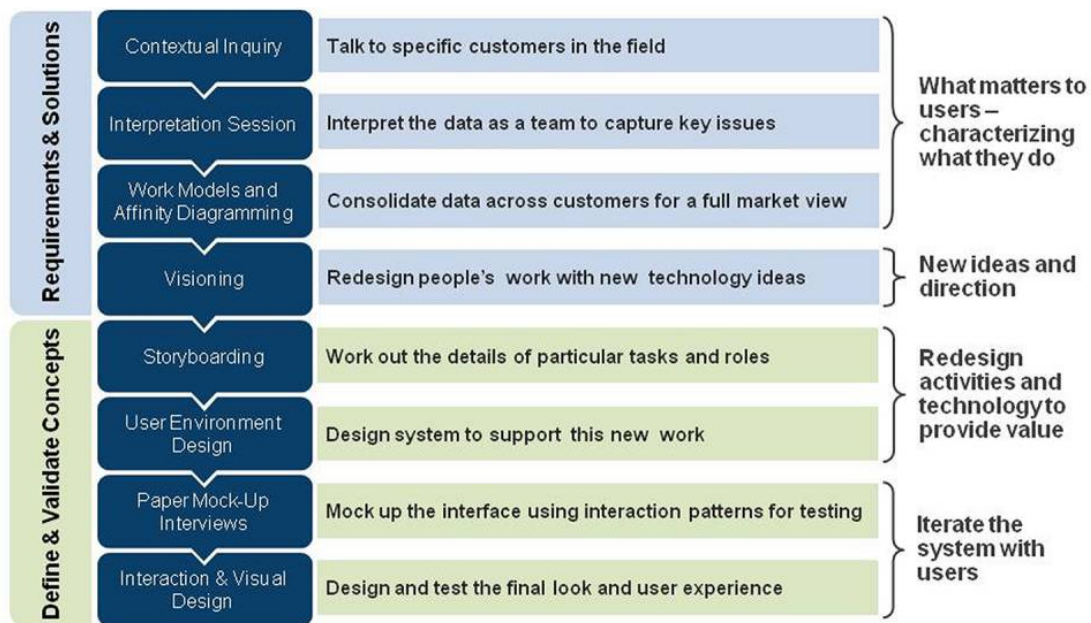 Requirements & Solutions
Contextual Inquiry
Talk to specific customers in the field
Interpretation Session
Interpret the data as a team to capture key issues
Work Models and
Affinity Diagramming
Consolidate data across customers for a full market view
What matters to
users –
characterizing
what they do
Visioning
Redesign people's work with new technology ideas
New ideas and
direction
Define & Validate Concepts
Storyboarding
Work out the details of particular tasks and roles
User Environment
Design
Design system to support this new work
Redesign
activities and
technology to
provide value
Paper Mock-Up
Interviews
Mock up the interface using interaction patterns for testing
Interaction & Visual
Design
Design and test the final look and user experience
Iterate the
system with
users